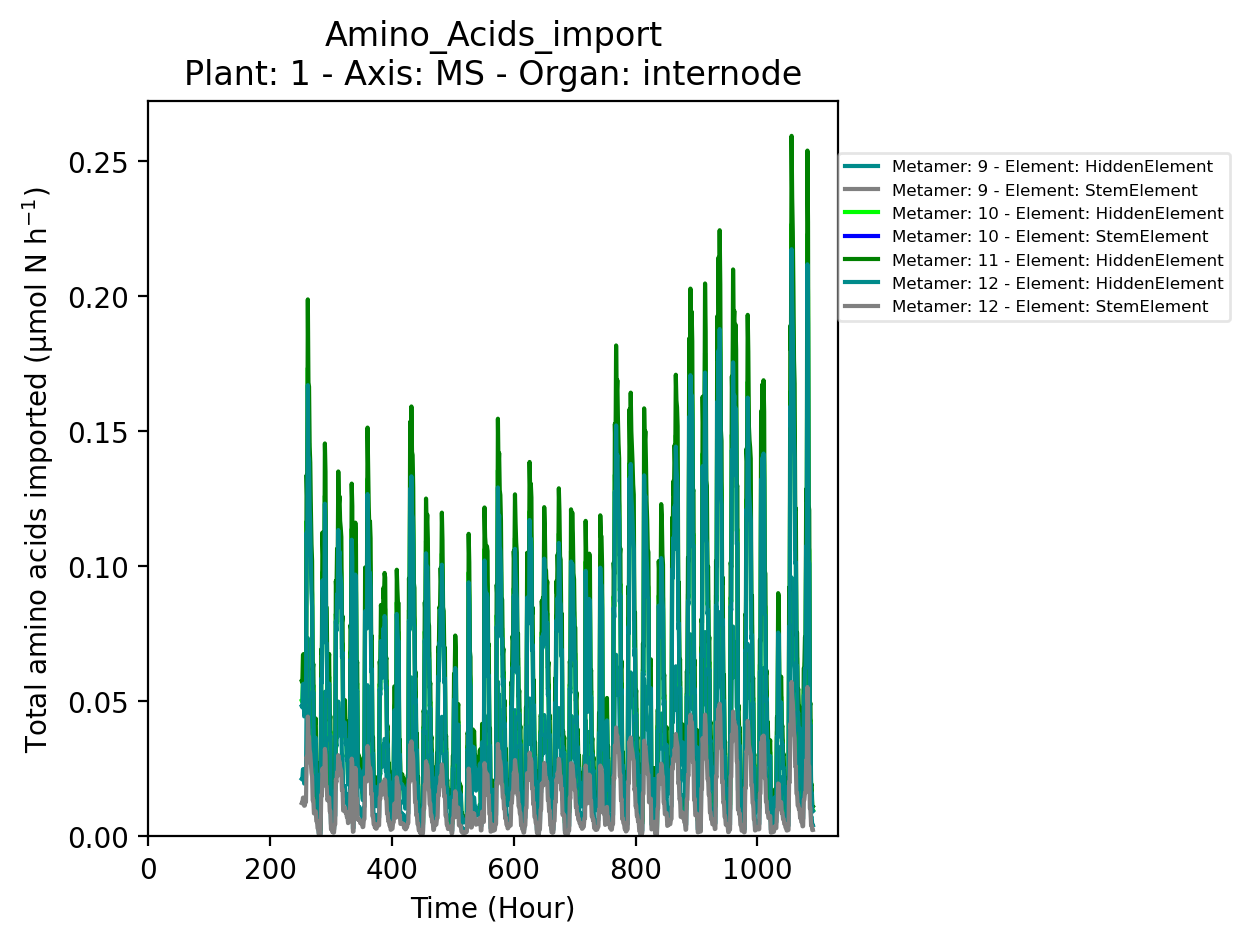 Amino_Acids_import
Plant: 1 - Axis: MS - Organ: internode
Total amino acids imported (µmol N h⁻¹)
0.25
0.20
0.15
0.10
0.05
0.00
0 200 400 600 800 1000
Time (Hour)
Metamer: 9 - Element: HiddenElement
Metamer: 9 - Element: StemElement
Metamer: 10 - Element: HiddenElement
Metamer: 10 - Element: StemElement
Metamer: 11 - Element: HiddenElement
Metamer: 12 - Element: HiddenElement
Metamer: 12 - Element: StemElement